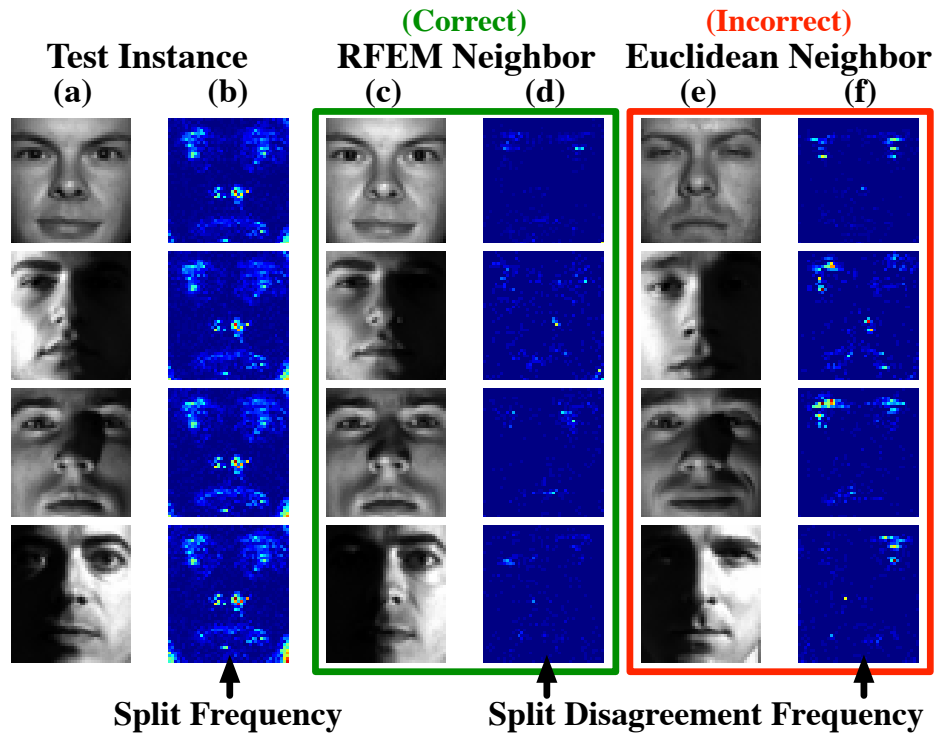 (Correct) (Incorrect)
Test Instance RFEM Neighbor Euclidean Neighbor
(a) (b) (c) (d) (e) (f)
Split Frequency Split Disagreement Frequency